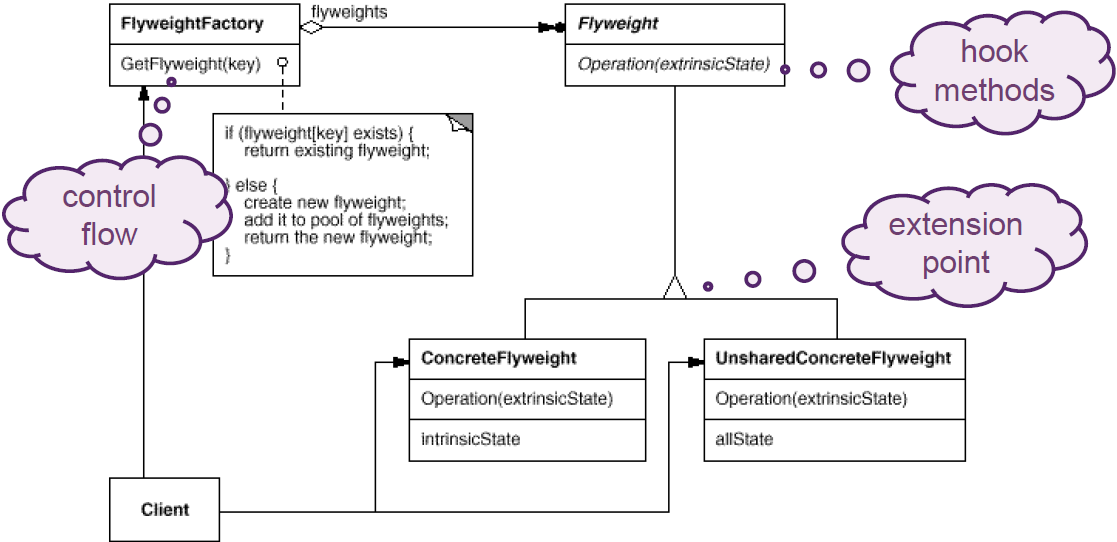 flyweights
FlyweightFactory
GetFlyweight(key)
Flyweight
Operation(extrinsicState)
hook
methods
if (flyweight[key] exists) {
return existing flyweight;
} else {
create new flyweight;
add it to pool of flyweights;
return the new flyweight;
}
control
flow
extension
point
ConcreteFlyweight
Operation(extrinsicState)
intrinsicState
UnsharedConcreteFlyweight
Operation(extrinsicState)
allState
Client